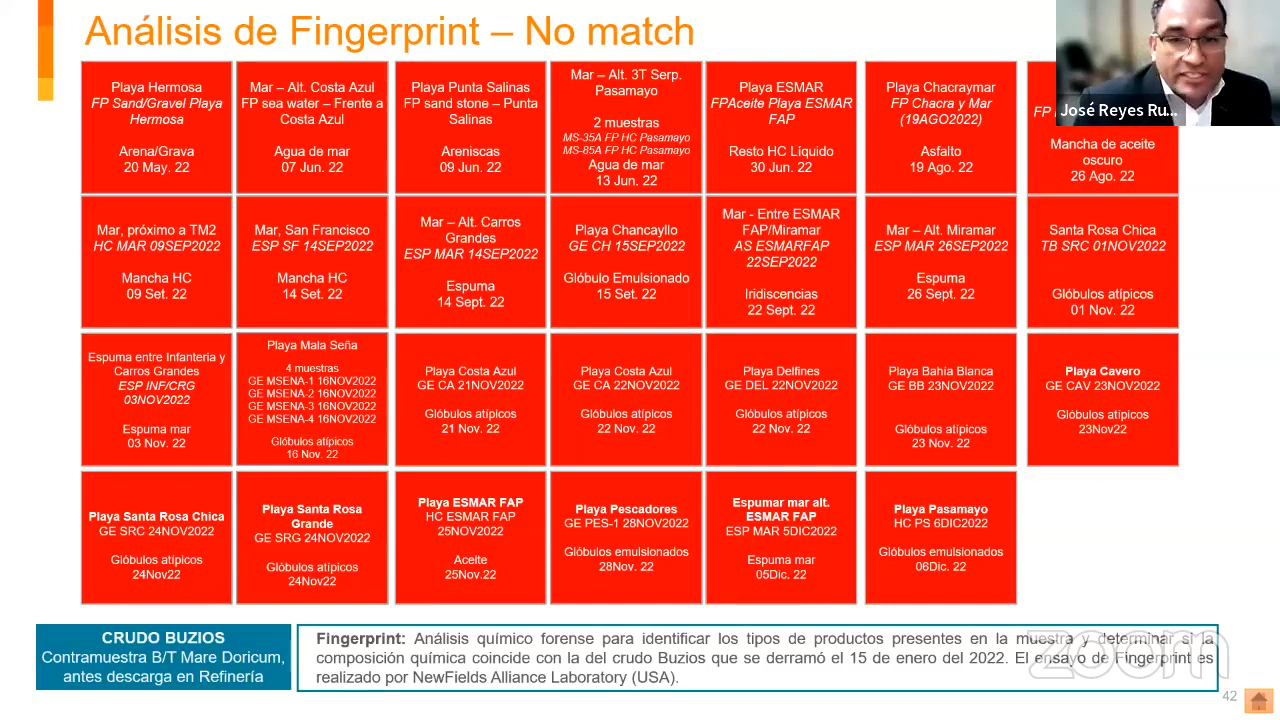 Análisis de Fingerprint – No match
José Reyes Ru...
Playa Hermosa
FP Sand/Gravel Playa
Hermosa
Arena/Grava
20 May. 22
Mar – Alt. Costa Azul
FP sea water – Frente a
Costa Azul
Agua de mar
07 Jun. 22
Playa Punta Salinas
FP sand stone – Punta
Salinas
Areniscas
09 Jun. 22
Mar – Alt. 3T Serp.
Pasamayo
2 muestras
MS-35A FP HC Pasamayo
MS-85A FP HC Pasamayo
Agua de mar
13 Jun. 22
Playa ESMAR
FPAceite Playa ESMAR
FAP
Resto HC Líquido
30 Jun. 22
Playa Chacraymar
FP Chacra y Mar
(19AGO2022)
Asfalto
19 Ago. 22
FP
Mancha de aceite
oscuro
26 Ago. 22
Mar, próximo a TM2
HC MAR 09SEP2022
Mancha HC
09 Set. 22
Mar, San Francisco
ESP SF 14SEP2022
Mancha HC
14 Set. 22
Mar – Alt. Carros
Grandes
ESP MAR 14SEP2022
Espuma
14 Sept. 22
Playa Chancayllo
GE CH 15SEP2022
Glóbulo Emulsionado
15 Set. 22
Mar - Entre ESMAR
FAP/Miramar
AS ESMARFAP
22SEP2022
Iridiscencias
22 Sept. 22
Mar – Alt. Miramar
ESP MAR 26SEP2022
Espuma
26 Sept. 22
Santa Rosa Chica
TB SRC 01NOV2022
Glóbulos atípicos
01 Nov. 22
Espuma entre Infanteria y
Carros Grandes
ESP INF/CRG
03NOV2022
Espuma mar
03 Nov. 22
Playa Mala Seña
4 muestras
GE MSENA-1 16NOV2022
GE MSENA-2 16NOV2022
GE MSENA-3 16NOV2022
GE MSENA-4 16NOV2022
Glóbulos atípicos
16 Nov. 22
Playa Costa Azul
GE CA 21NOV2022
Glóbulos atípicos
21 Nov. 22
Playa Costa Azul
GE CA 22NOV2022
Glóbulos atípicos
22 Nov. 22
Playa Delfines
GE DEL 22NOV2022
Glóbulos atípicos
22 Nov. 22
Playa Bahía Blanca
GE BB 23NOV2022
Glóbulos atípicos
23 Nov. 22
Playa Cavero
GE CAV 23NOV2022
Glóbulos atípicos
23Nov22
Playa Santa Rosa Chica
GE SRC 24NOV2022
Glóbulos atípicos
24Nov22
Playa Santa Rosa
Grande
GE SRG 24NOV2022
Glóbulos atípicos
24Nov22
Playa ESMAR FAP
HC ESMAR FAP
25NOV2022
Aceite
25Nov.22
Playa Pescadores
GE PES-1 28NOV2022
Glóbulos emulsionados
28Nov. 22
Espumar mar alt.
ESMAR FAP
ESP MAR 5DIC2022
Espuma mar
05Dic. 22
Playa Pasamayo
HC PS 6DIC2022
Glóbulos emulsionados
06Dic. 22
CRUDO BUZIOS
Contramuestra B/T Mare Doricum,
antes descarga en Refinería
Fingerprint: Análisis químico forense para identificar los tipos de productos presentes en la muestra y determinar si la
composición química coincide con la del crudo Buzios que se derramó el 15 de enero del 2022. El ensayo de Fingerprint es
realizado por NewFields Alliance Laboratory (USA).
zoom
42